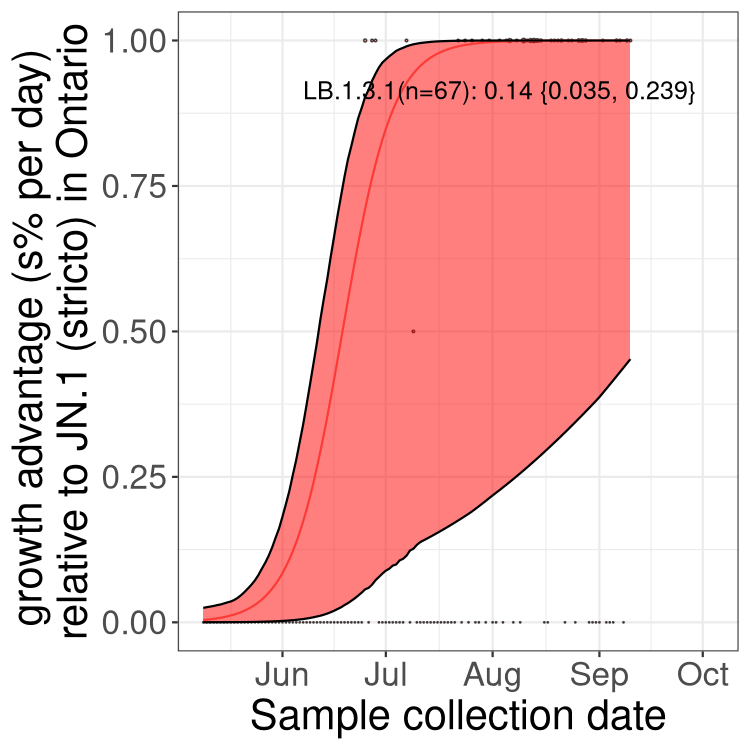 growth advantage (s% per day)
relative to JN.1 (stricto) in Ontario
1.00
0.75
0.50
0.25
0.00
LB.1.3.1(n=67): 0.14 {0.035, 0.239}
Jun Jul Aug Sep Oct
Sample collection date